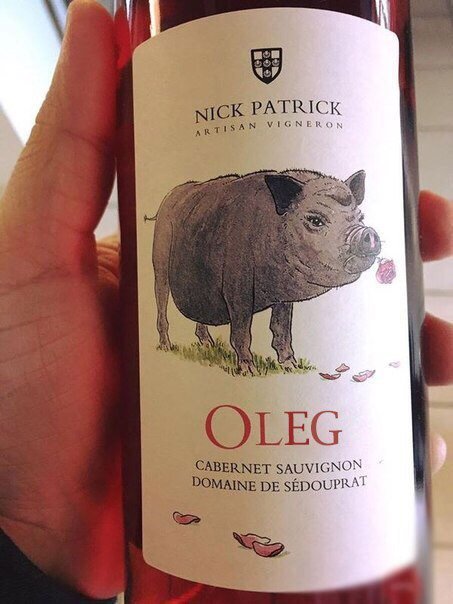 NICK PATRICK
ARTISAN VIGNERON
OLEG
CABERNET SAUVIGNON
DOMAINE DE SÉDOUPRAT